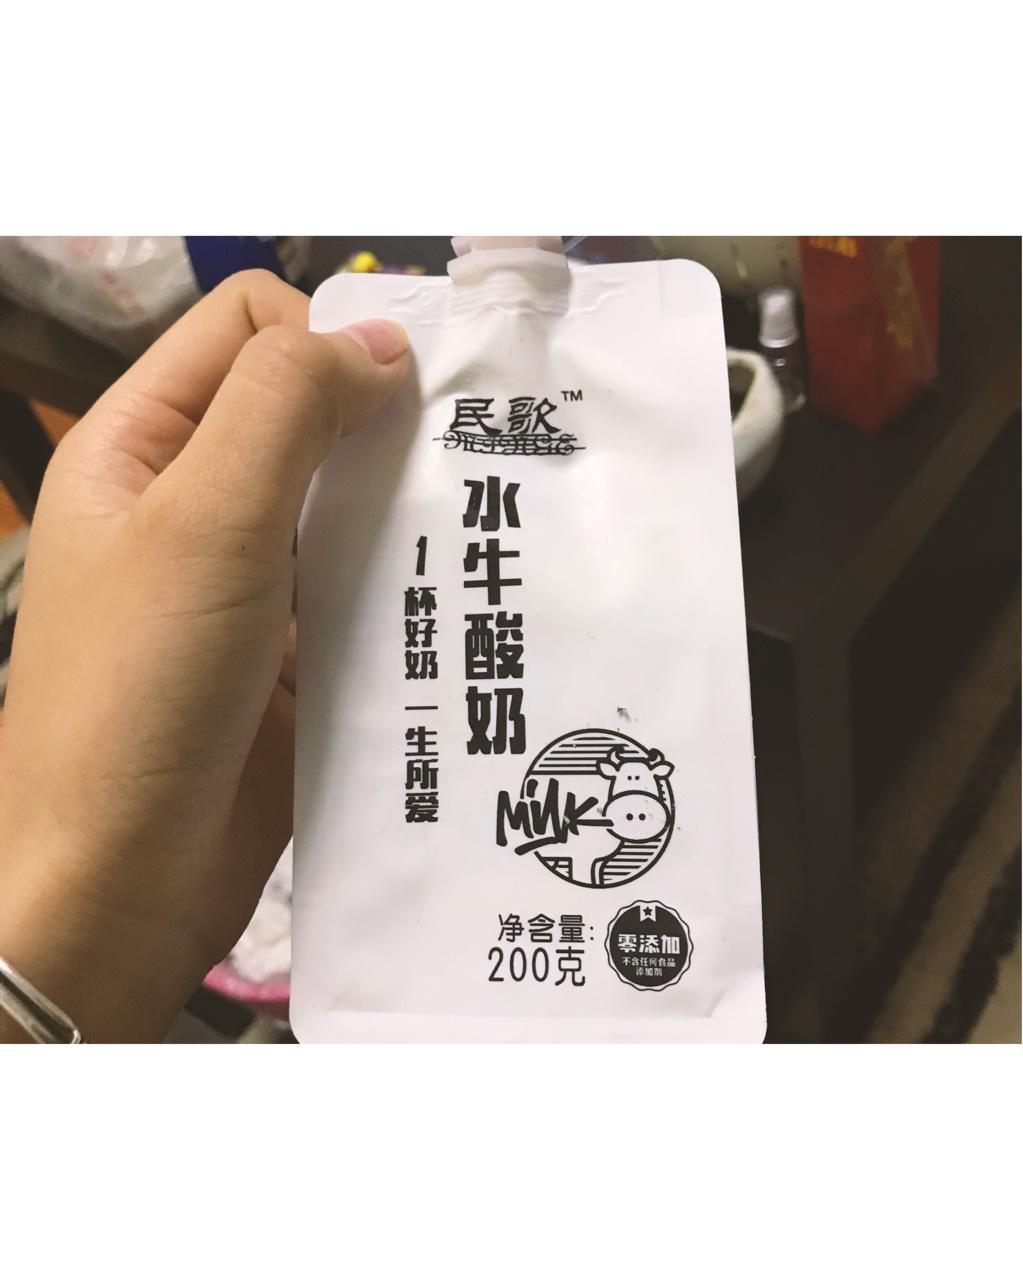 民歌™
MINGE
水牛酸奶
1杯好奶 一生所爱
Milk
净含量:
200克
零添加
不含任何食品
添加剂